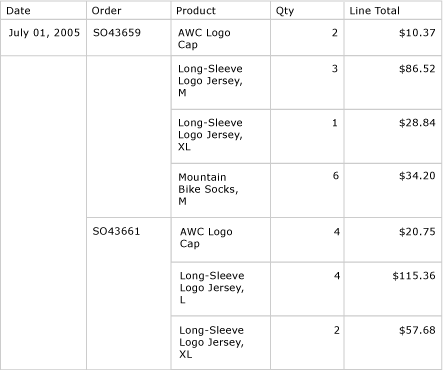 Date Order Product Qty Line Total
July 01, 2005 SO43659 AWC Logo 2 $10.37
Cap
Long-Sleeve 3 $86.52
Logo Jersey,
M
Long-Sleeve 1 $28.84
Logo Jersey,
XL
Mountain 6 $34.20
Bike Socks,
M
SO43661 AWC Logo 4 $20.75
Cap
Long-Sleeve 4 $115.36
Logo Jersey,
L
Long-Sleeve 2 $57.68
Logo Jersey,
XL